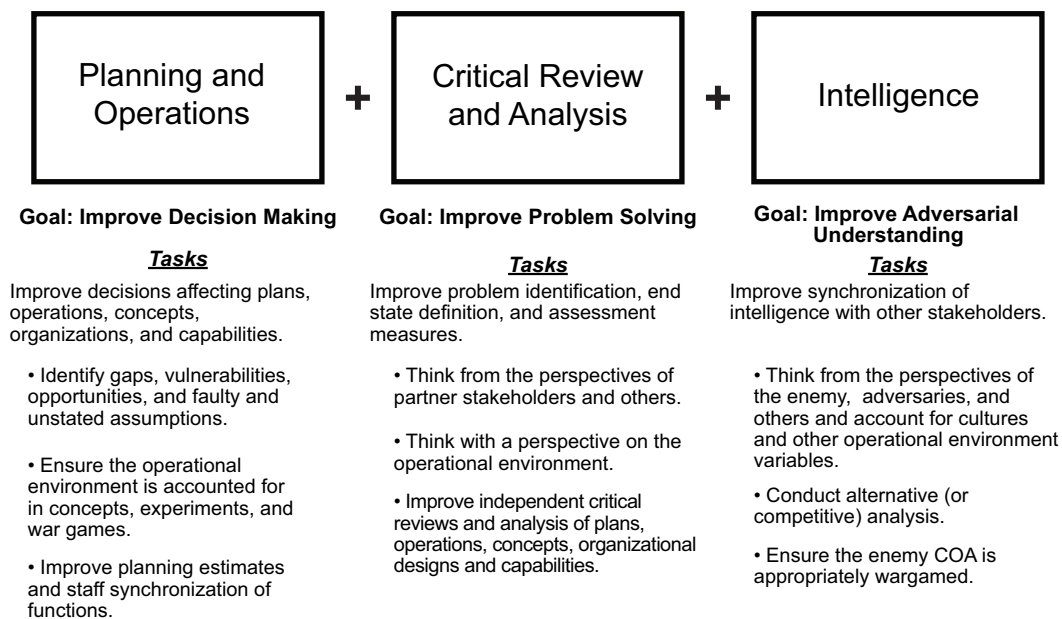 Planning and
Operations
+
Critical Review
and Analysis
+
Intelligence
Goal: Improve Decision Making
Tasks
Improve decisions affecting plans,
operations, concepts,
organizations, and capabilities.
• Identify gaps, vulnerabilities,
opportunities, and faulty and
unstated assumptions.
• Ensure the operational
environment is accounted for
in concepts, experiments, and
war games.
• Improve planning estimates
and staff synchronization of
functions.
Goal: Improve Problem Solving
Tasks
Improve problem identification, end
state definition, and assessment
measures.
• Think from the perspectives of
partner stakeholders and others.
• Think with a perspective on the
operational environment.
• Improve independent critical
reviews and analysis of plans,
operations, concepts, organizational
designs and capabilities.
Goal: Improve Adversarial
Understanding
Tasks
Improve synchronization of
intelligence with other stakeholders.
• Think from the perspectives of
the enemy, adversaries, and
others and account for cultures
and other operational environment
variables.
• Conduct alternative (or
competitive) analysis.
• Ensure the enemy COA is
appropriately wargamed.